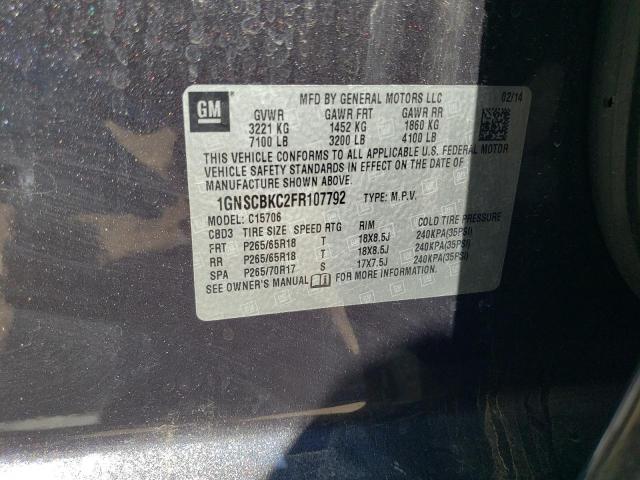 MFD BY GENERAL MOTORS LLC 02/14
GM
GVWR GAWR FRT GAWR RR
3221 KG 1452 KG 1860 KG
7100 LB 3200 LB 4100 LB
THIS VEHICLE CONFORMS TO ALL APPLICABLE U.S. FEDERAL MOTOR
VEHICLE SAFETY STANDARDS IN EFFECT ON THE DATE OF
MANUFACTURE SHOWN ABOVE.
1GNSCBKC2FR107792 TYPE: M.P.V.
MODEL: C15706
CBD3 TIRE SIZE SPEED RTG RIM COLD TIRE PRESSURE
FRT P265/65R18 T 18X8.5J 240KPA(35PSI)
RR P265/65R18 T 18X8.5J 240KPA(35PSI)
SPA P265/70R17 S 17X7.5J 240KPA(35PSI)
SEE OWNER'S MANUAL FOR MORE INFORMATION.